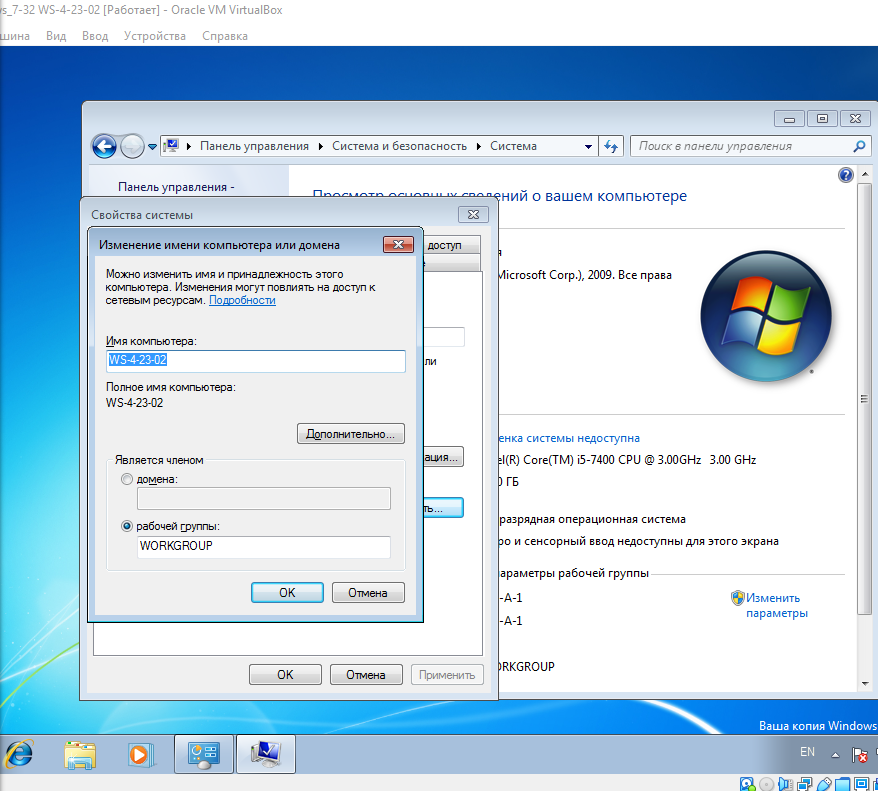 s_7-32 WS-4-23-02 [Работает] - Oracle VM VirtualBox
шина Вид Ввод Устройства Справка
Панель управления Система и безопасность Система
Поиск в панели управления
Панель управления -
Просмотр основных сведений о вашем компьютере
Свойства системы
доступ
Изменение имени компьютера или домена
Можно изменить имя и принадлежность этого
компьютера. Изменения могут повлиять на доступ к
сетевым ресурсам. Подробности
Имя компьютера:
WS-4-23-02
Полное имя компьютера:
WS-4-23-02
Дополнительно...
Является членом
домена:
рабочей группы:
WORKGROUP
OK Отмена
или
ация...
ть...
OK Отмена Применить
Microsoft Corp.), 2009. Все права
енка системы недоступна
el(R) Core(TM) i5-7400 CPU @ 3.00GHz 3.00 GHz
0 ГБ
разрядная операционная система
ро и сенсорный ввод недоступны для этого экрана
параметры рабочей группы
-A-1
-A-1
Изменить
параметры
ORKGROUP
Ваша копия Windows
EN